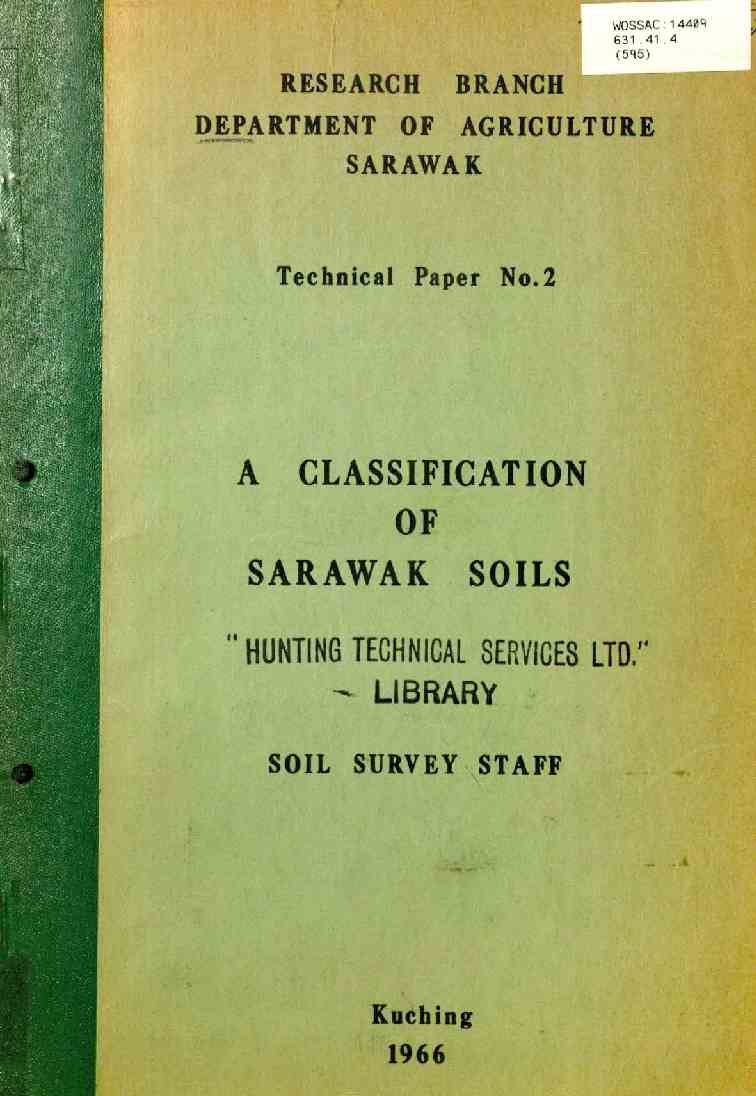 WOSSAC:14409
631.41.4
(595)
RESEARCH BRANCH
DEPARTMENT OF AGRICULTURE
SARAWAK
Technical Paper No.2
A CLASSIFICATION
OF
SARAWAK SOILS
"HUNTING TECHNICAL SERVICES LTD."
~ LIBRARY
SOIL SURVEY STAFF
Kuching
1966